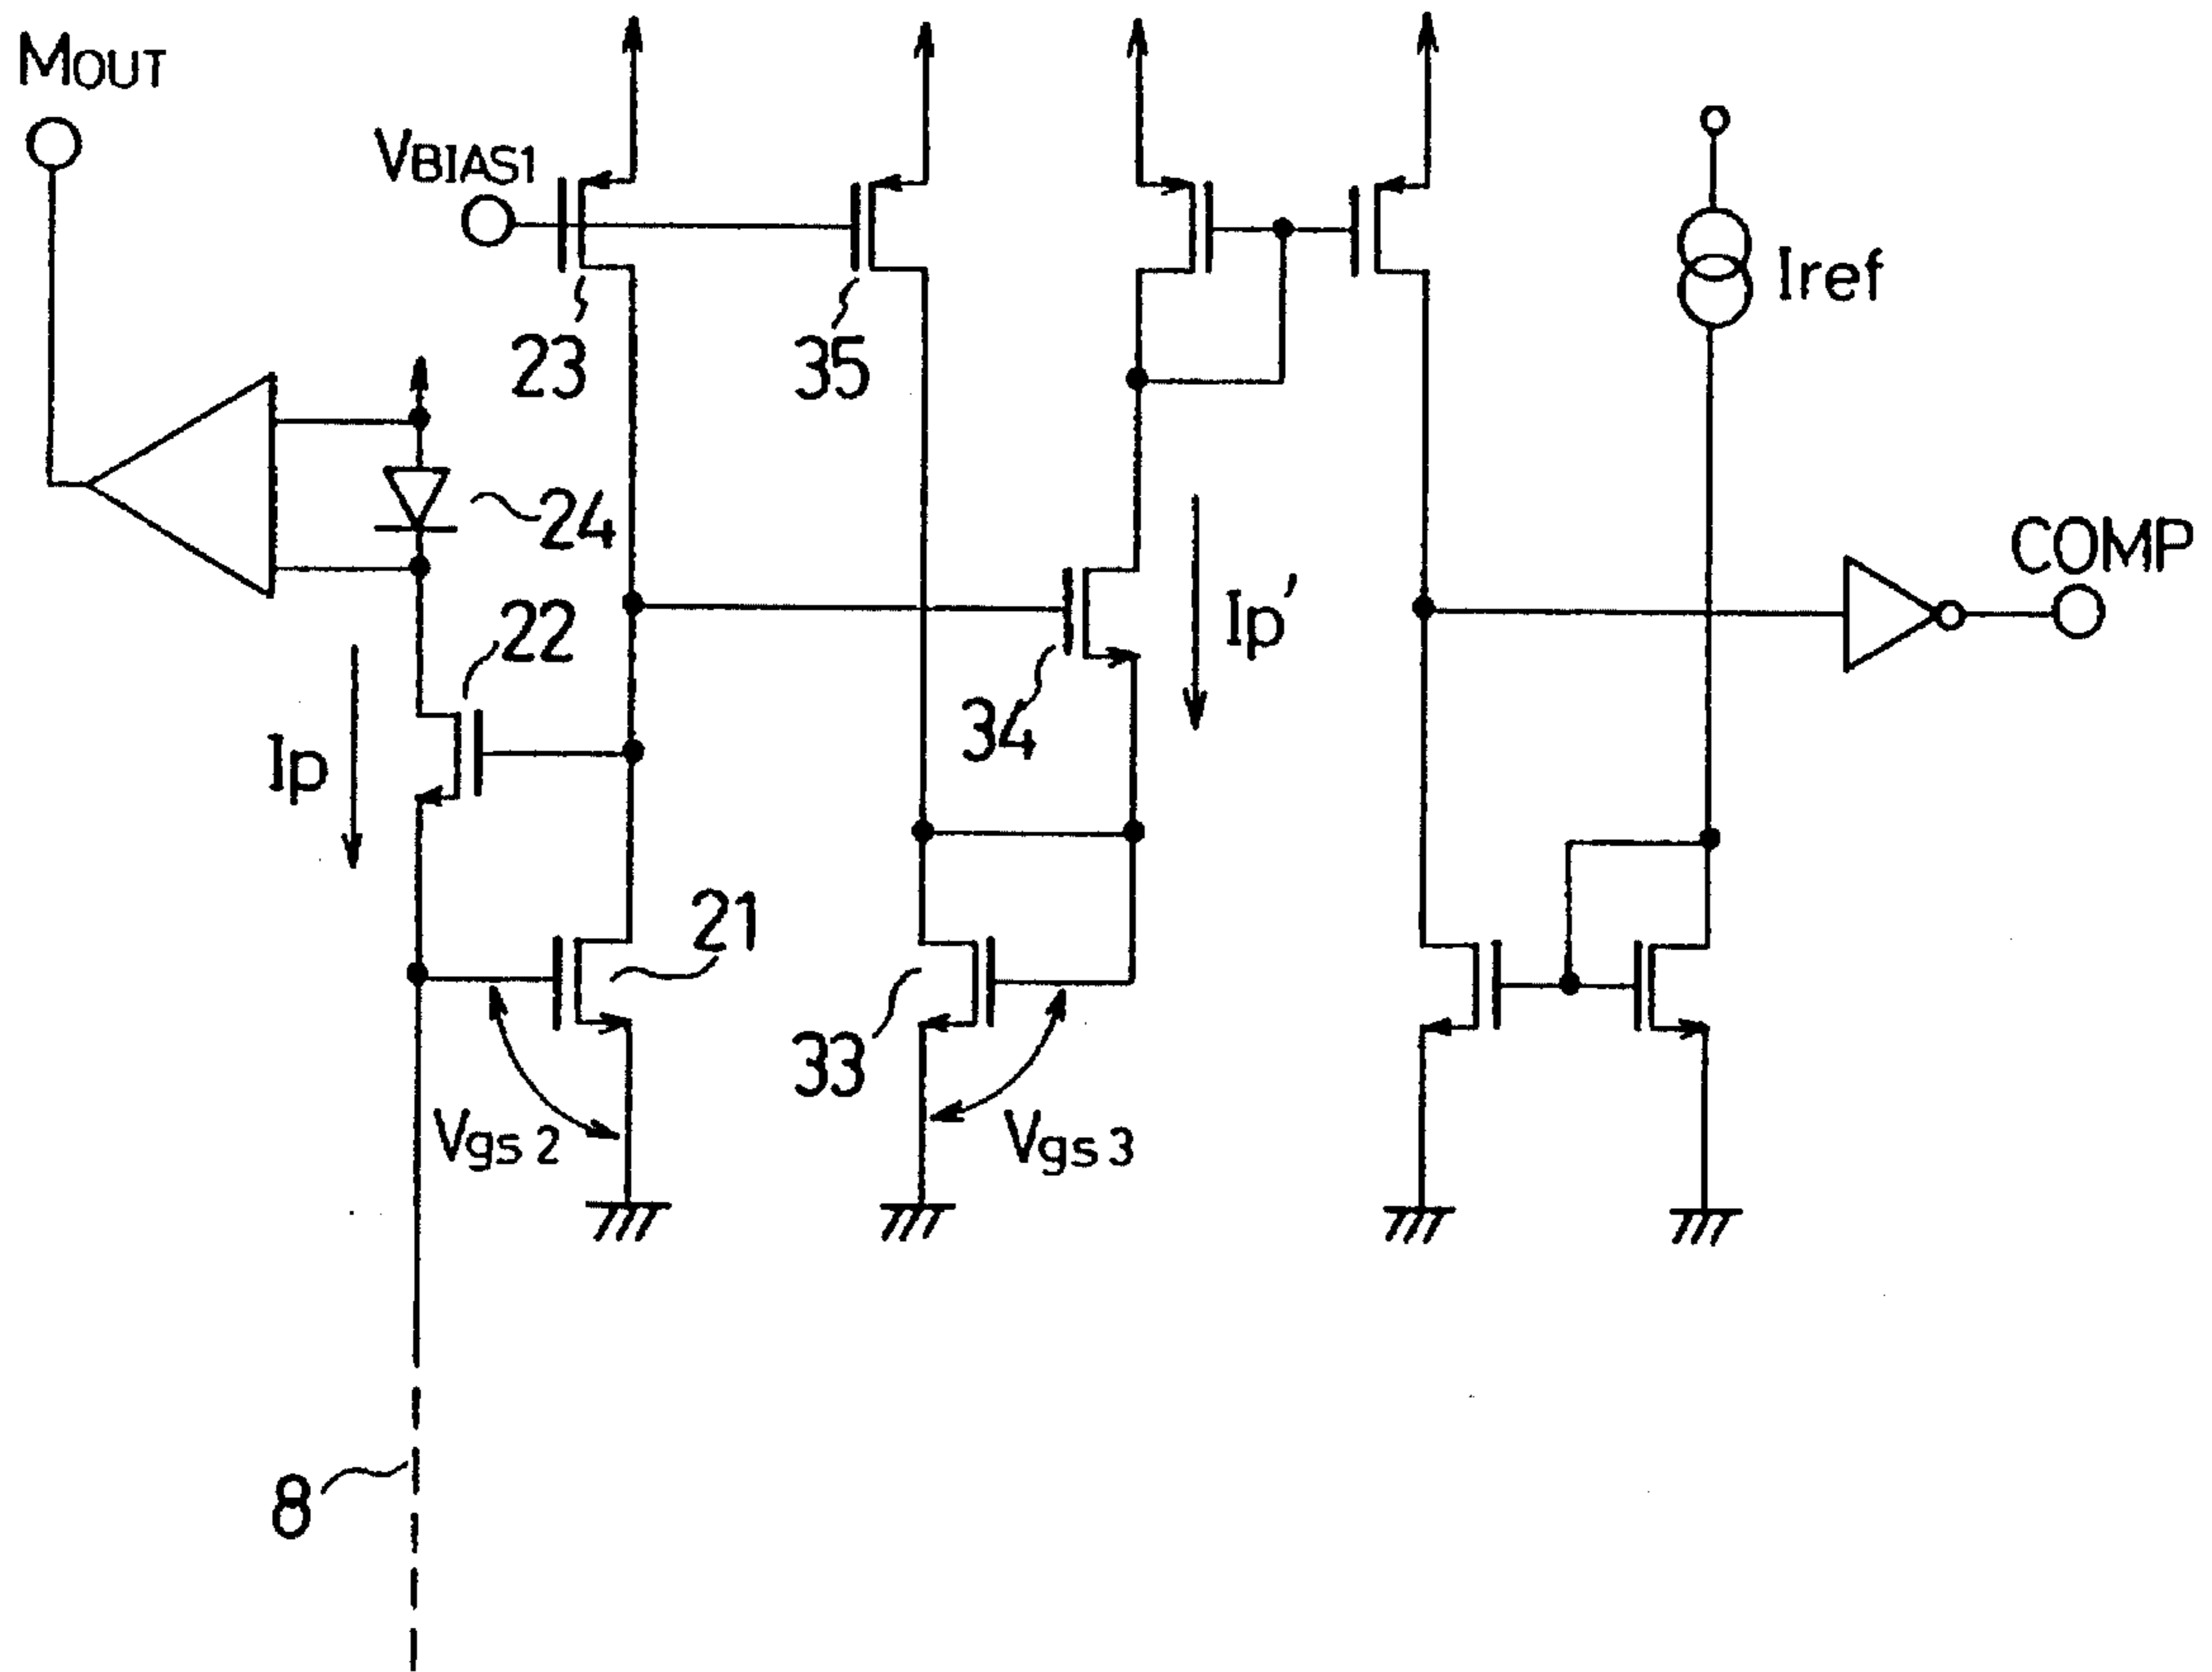 MOUT
VBIAS1
Iref
23
35
24
COMP
22
Ip'
34
Ip
21
33
Vgs 2
Vgs 3
8